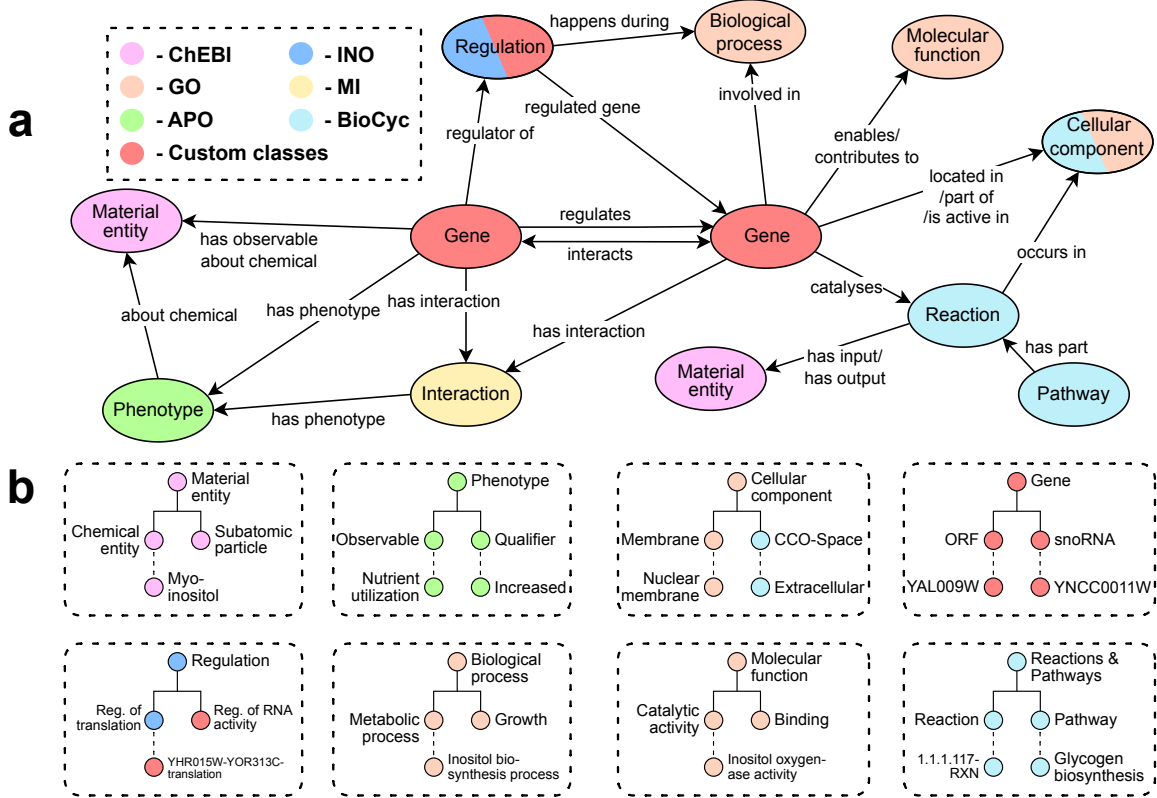 a
- ChEBI
- INO
- GO
- MI
- APO
- BioCyc
- Custom classes
Regulation
happens during
Biological
process
Molecular
function
regulator of
regulated gene
involved in
enables/
contributes to
Cellular
component
located in
/part of
/is active in
Material
entity
has observable
about chemical
Gene
regulates
interacts
Gene
occurs in
about chemical
has phenotype
has interaction
has interaction
catalyses
Reaction
has input/
has output
has part
Material
entity
Pathway
Phenotype
has phenotype
Interaction
b
Material
entity
Chemical
entity
Subatomic
particle
Myo-
inositol
Phenotype
Observable
Qualifier
Nutrient
utilization
Increased
Cellular
component
Membrane
CCO-Space
Nuclear
membrane
Extracellular
Gene
ORF
snoRNA
YAL009W
YNCC0011W
Regulation
Reg. of
translation
Reg. of RNA
activity
YHR015W-YOR313C-
translation
Biological
process
Metabolic
process
Growth
Inositol bio-
synthesis process
Molecular
function
Catalytic
activity
Binding
Inositol oxygen-
ase activity
Reactions &
Pathways
Reaction
Pathway
1.1.1.117-
RXN
Glycogen
biosynthesis